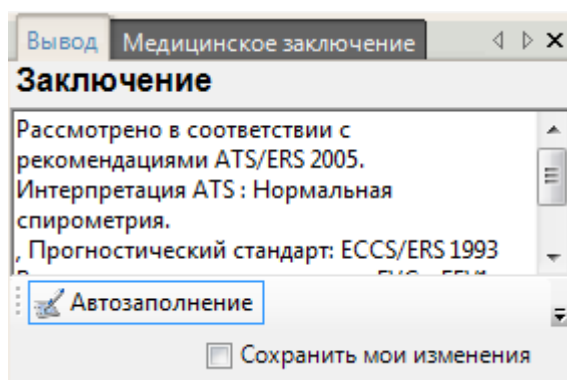 Вывод Медицинское заключение
Заключение
Рассмотрено в соответствии с
рекомендациями ATS/ERS 2005.
Интерпретация ATS : Нормальная
спирометрия.
, Прогностический стандарт: ECCS/ERS 1993
Автозаполнение
Сохранить мои изменения